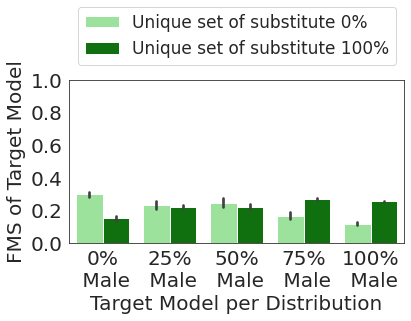 Unique set of substitute 0%
Unique set of substitute 100%
FMS of Target Model
1.0
0.8
0.6
0.4
0.2
0.0
0% 25% 50% 75% 100%
Male Male Male Male Male
Target Model per Distribution